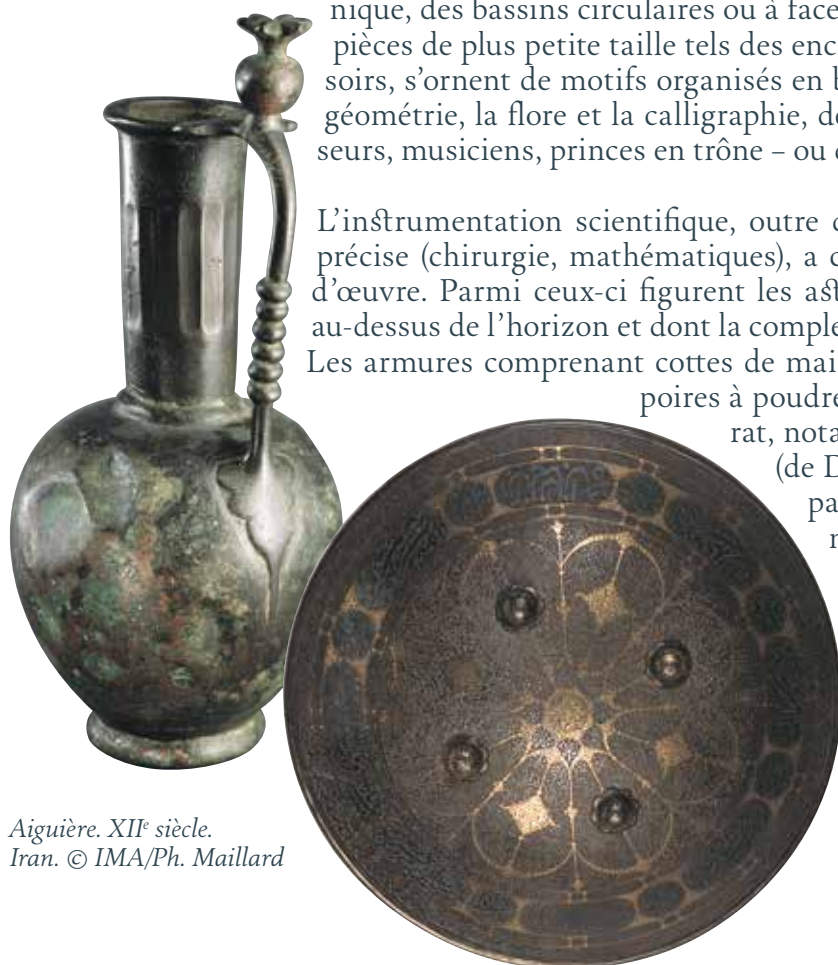 nique, des bassins circulaires ou à face
pièces de plus petite taille tels des enc
soirs, s’ornent de motifs organisés en b
géométrie, la flore et la calligraphie, de
seurs, musiciens, princes en trône – ou
L’instrumentation scientifique, outre
précise (chirurgie, mathématiques), a
d’œuvre. Parmi ceux-ci figurent les ast
au-dessus de l’horizon et dont la comple
Les armures comprenant cottes de mai
poires à poudre
rat, nota
(de D
pa
Aiguière. XIIᵉ siècle.
Iran. © IMA/Ph. Maillard